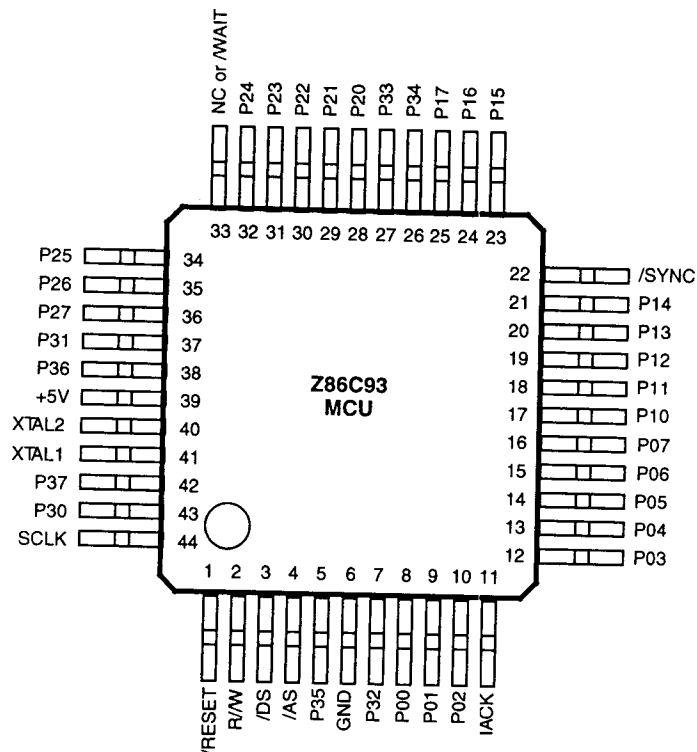 NC or /WAIT
P24
P23
P22
P21
P20
P33
P34
P17
P16
P15
33 32 31 30 29 28 27 26 25 24 23
P25 34
P26 35
P27 36
P31 37
P36 38
+5V 39
XTAL2 40
XTAL1 41
P37 42
P30 43
SCLK 44
Z86C93
MCU
22 /SYNC
21 P14
20 P13
19 P12
18 P11
17 P10
16 P07
15 P06
14 P05
13 P04
12 P03
1 2 3 4 5 6 7 8 9 10 11
/RESET
R//W
/DS
/AS
P35
GND
P32
P00
P01
P02
IACK